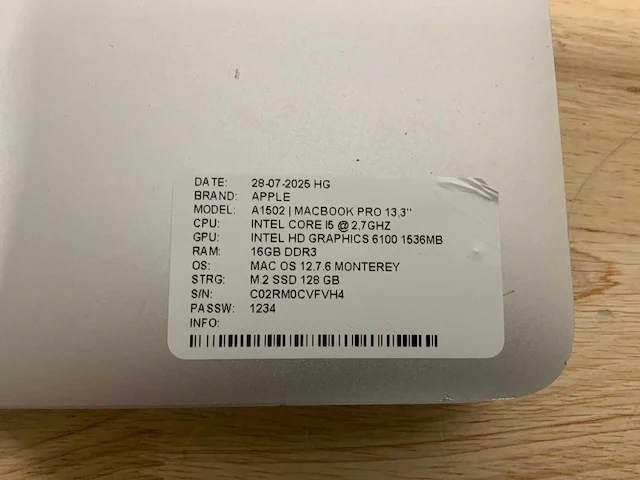 DATE: 28-07-2025 HG
BRAND: APPLE
MODEL: A1502 | MACBOOK PRO 13,3''
CPU: INTEL CORE I5 @ 2,7GHZ
GPU: INTEL HD GRAPHICS 6100 1536MB
RAM: 16GB DDR3
OS: MAC OS 12.7.6 MONTEREY
STRG: M.2 SSD 128 GB
S/N: C02RM0CVFVH4
PASSW: 1234
INFO: